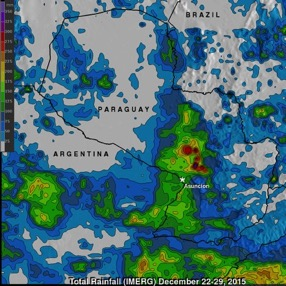 BRAZIL
PARAGUAY
ARGENTINA
Asuncion
Total Rainfall (IMERG) December 22-29, 2015